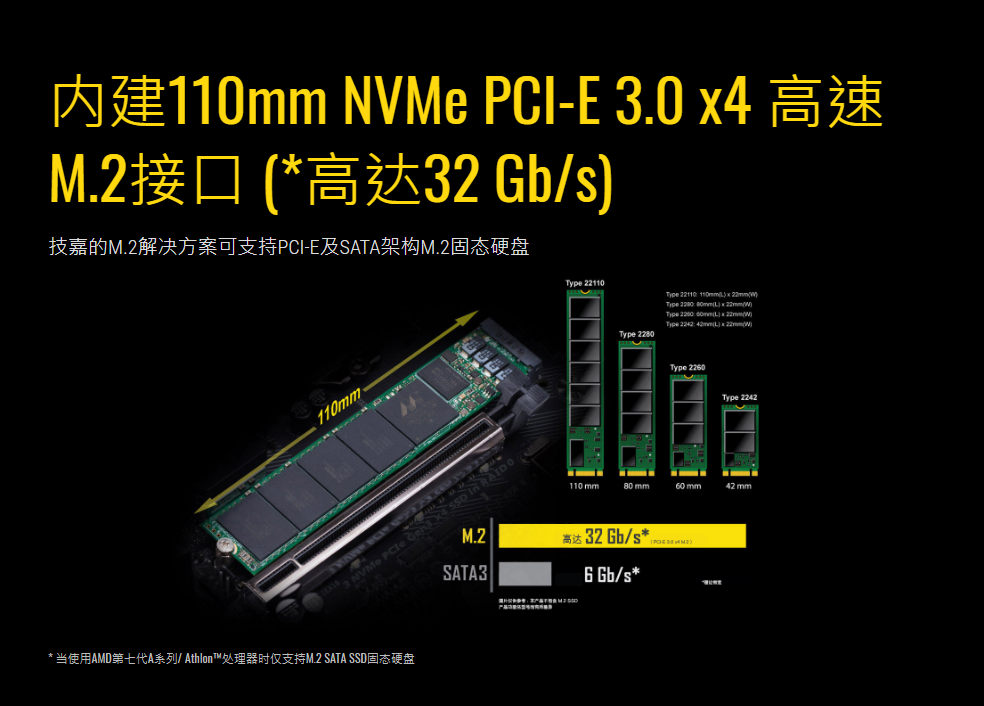 内建110mm NVMe PCI-E 3.0 x4 高速
M.2接口 (*高达32 Gb/s)
技嘉的M.2解决方案可支持PCI-E及SATA架构M.2固态硬盘
Type 22110
Type 22110: 110mm(L) x 22mm(W)
Type 2280: 80mm(L) x 22mm(W)
Type 2260: 60mm(L) x 22mm(W)
Type 2242: 42mm(L) x 22mm(W)
Type 2280
Type 2260
Type 2242
110mm
110 mm
80 mm
60 mm
42 mm
M.2
高达 32 Gb/s* (PCI-E 3.0 x4 M.2)
SATA3
6 Gb/s*
* 当使用AMD第七代A系列/ Athlon™处理器时仅支持M.2 SATA SSD固态硬盘